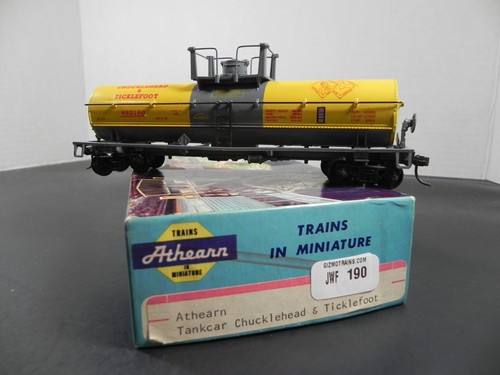 CHUCKLEHEAD
&
TICKLEFOOT
TRAINS
Athearn
IN
MINIATURE
TRAINS
IN MINIATURE
GIZMOTRAINS.COM
JWF 190
Athearn
Tankcar Chucklehead & Ticklefoot